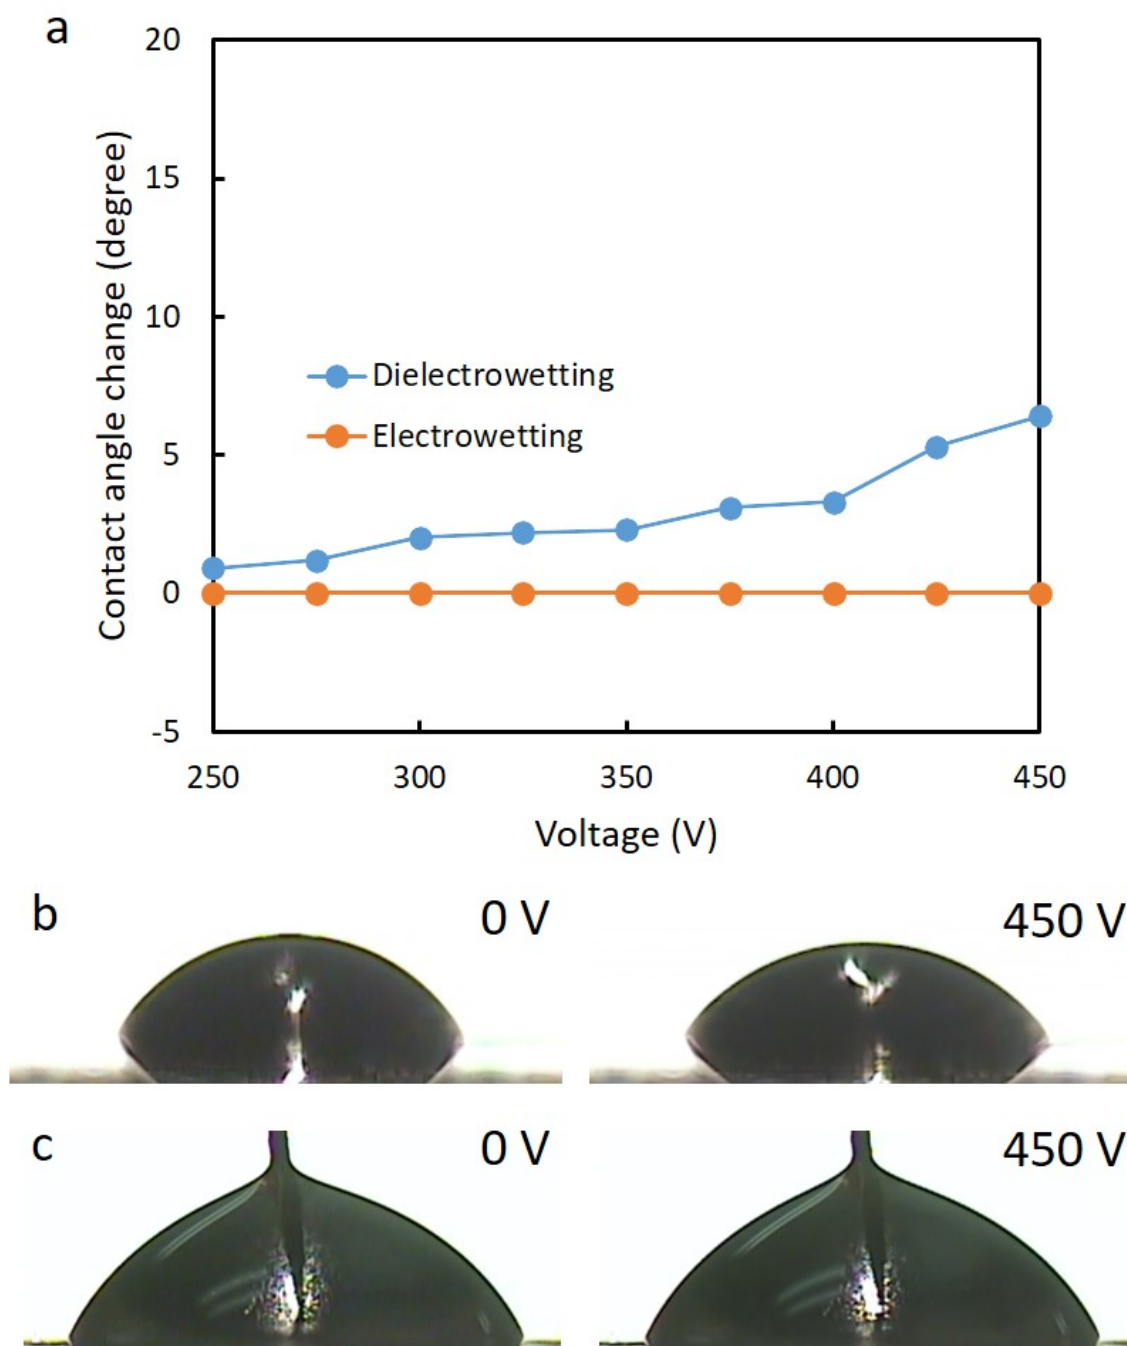 a
20
15
10
5
0
-5
Contact angle change (degree)
Dielectrowetting
Electrowetting
250 300 350 400 450
Voltage (V)
b 0 V 450 V
c 0 V 450 V